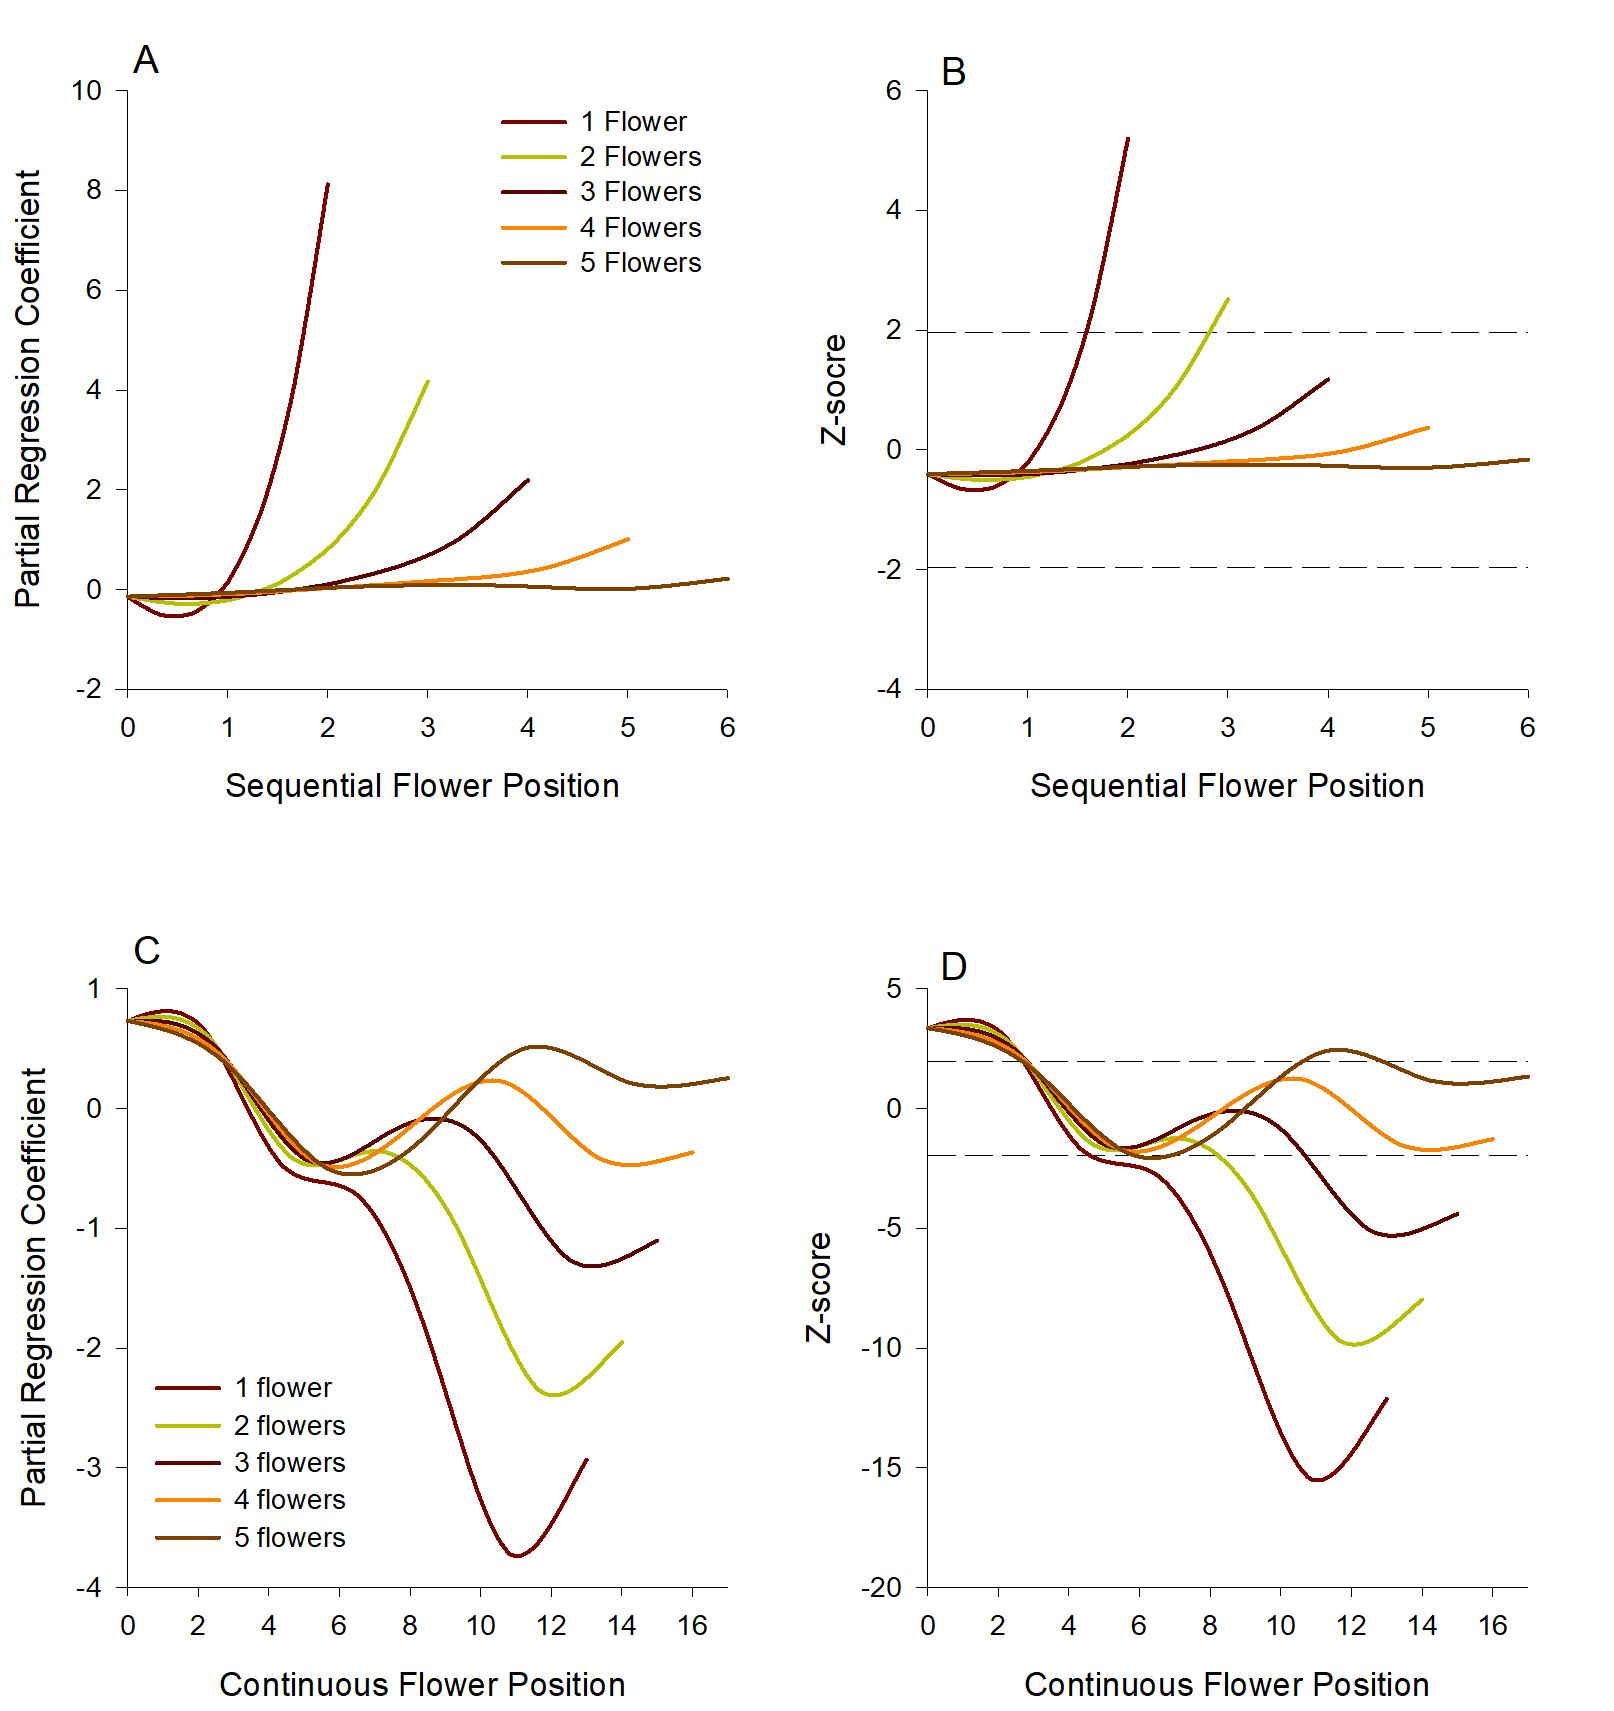 A
B
10
8
6
4
2
0
-2
Partial Regression Coefficient
1 Flower
2 Flowers
3 Flowers
4 Flowers
5 Flowers
0 1 2 3 4 5 6
Sequential Flower Position
6
4
2
0
-2
-4
Z-socre
0 1 2 3 4 5 6
Sequential Flower Position
C
D
1
0
-1
-2
-3
-4
Partial Regression Coefficient
1 flower
2 flowers
3 flowers
4 flowers
5 flowers
0 2 4 6 8 10 12 14 16
Continuous Flower Position
5
0
-5
-10
-15
-20
Z-score
0 2 4 6 8 10 12 14 16
Continuous Flower Position